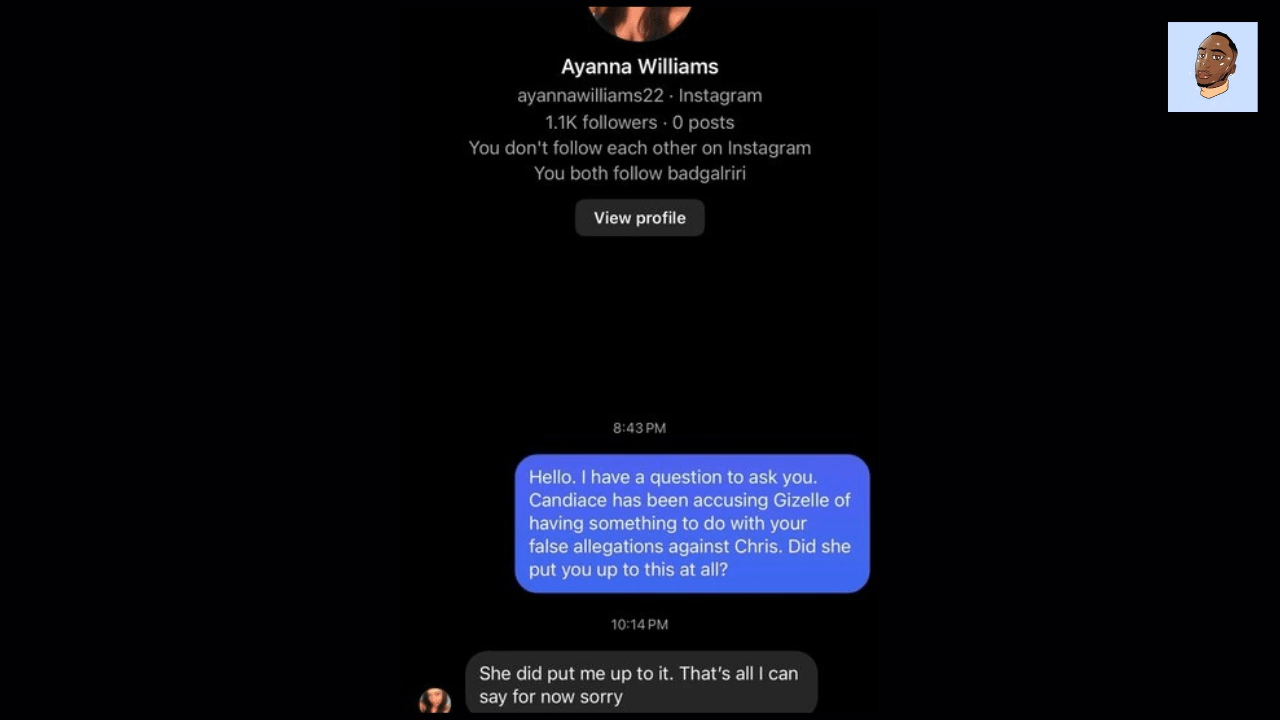 Ayanna Williams
ayannawilliams22 · Instagram
1.1K followers · 0 posts
You don't follow each other on Instagram
You both follow badgalriri
View profile
8:43 PM
Hello. I have a question to ask you.
Candiace has been accusing Gizelle of
having something to do with your
false allegations against Chris. Did she
put you up to this at all?
10:14 PM
She did put me up to it. That’s all I can
say for now sorry